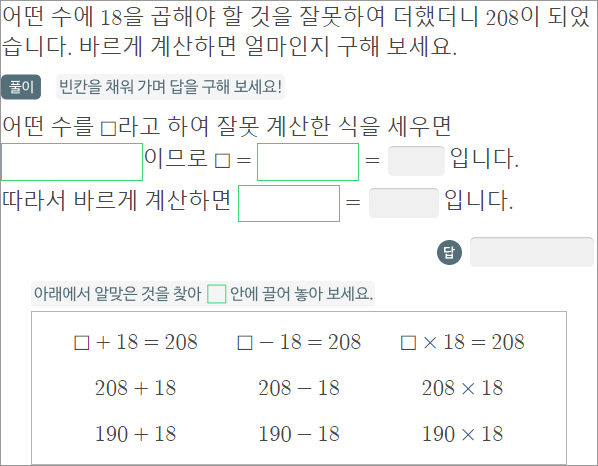 어떤 수에 18을 곱해야 할 것을 잘못하여 더했더니 208이 되었
습니다. 바르게 계산하면 얼마인지 구해 보세요.
풀이 빈칸을 채워 가며 답을 구해 보세요!
어떤 수를 □라고 하여 잘못 계산한 식을 세우면
이므로 □ = = 입니다.
따라서 바르게 계산하면 = 입니다.
답
아래에서 알맞은 것을 찾아 □ 안에 끌어 놓아 보세요.
□ + 18 = 208 □ − 18 = 208 □ × 18 = 208
208 + 18 208 − 18 208 × 18
190 + 18 190 − 18 190 × 18